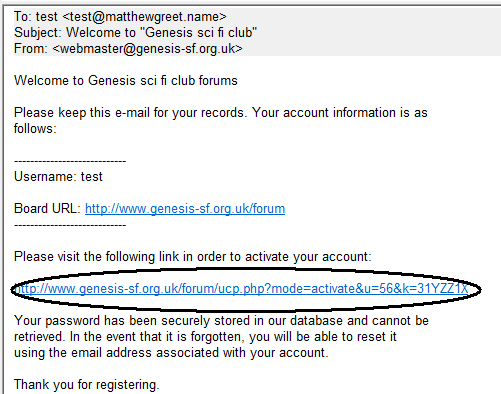 To: test <test@matthewgreet.name>
Subject: Welcome to "Genesis sci fi club"
From: <webmaster@genesis-sf.org.uk>
Welcome to Genesis sci fi club forums
Please keep this e-mail for your records. Your account information is as
follows:
----------------------------
Username: test
Board URL: http://www.genesis-sf.org.uk/forum
----------------------------
Please visit the following link in order to activate your account:
http://www.genesis-sf.org.uk/forum/ucp.php?mode=activate&u=56&k=31YZZ1X
Your password has been securely stored in our database and cannot be
retrieved. In the event that it is forgotten, you will be able to reset it
using the email address associated with your account.
Thank you for registering.